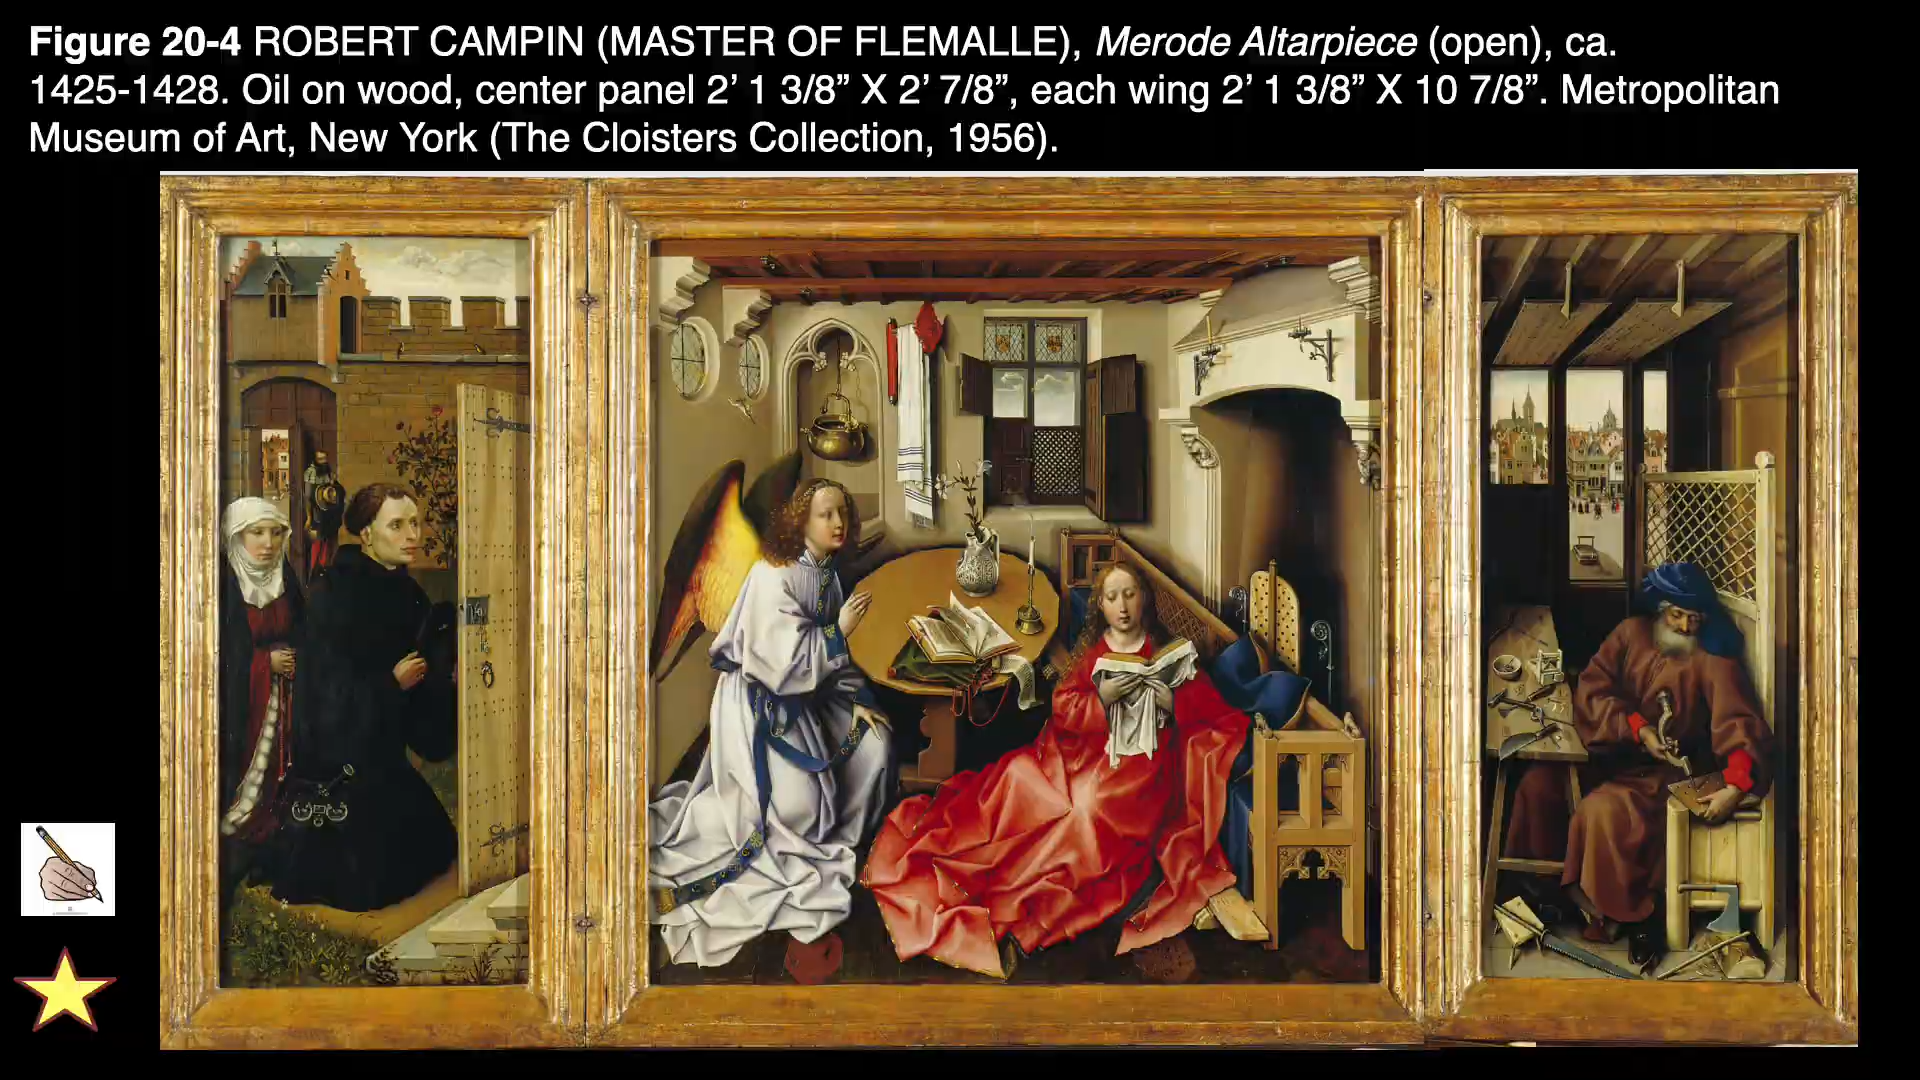 Figure 20-4 ROBERT CAMPIN (MASTER OF FLEMALLE), Merode Altarpiece (open), ca.
1425-1428. Oil on wood, center panel 2’ 1 3/8” X 2’ 7/8”, each wing 2’ 1 3/8” X 10 7/8”. Metropolitan
Museum of Art, New York (The Cloisters Collection, 1956).